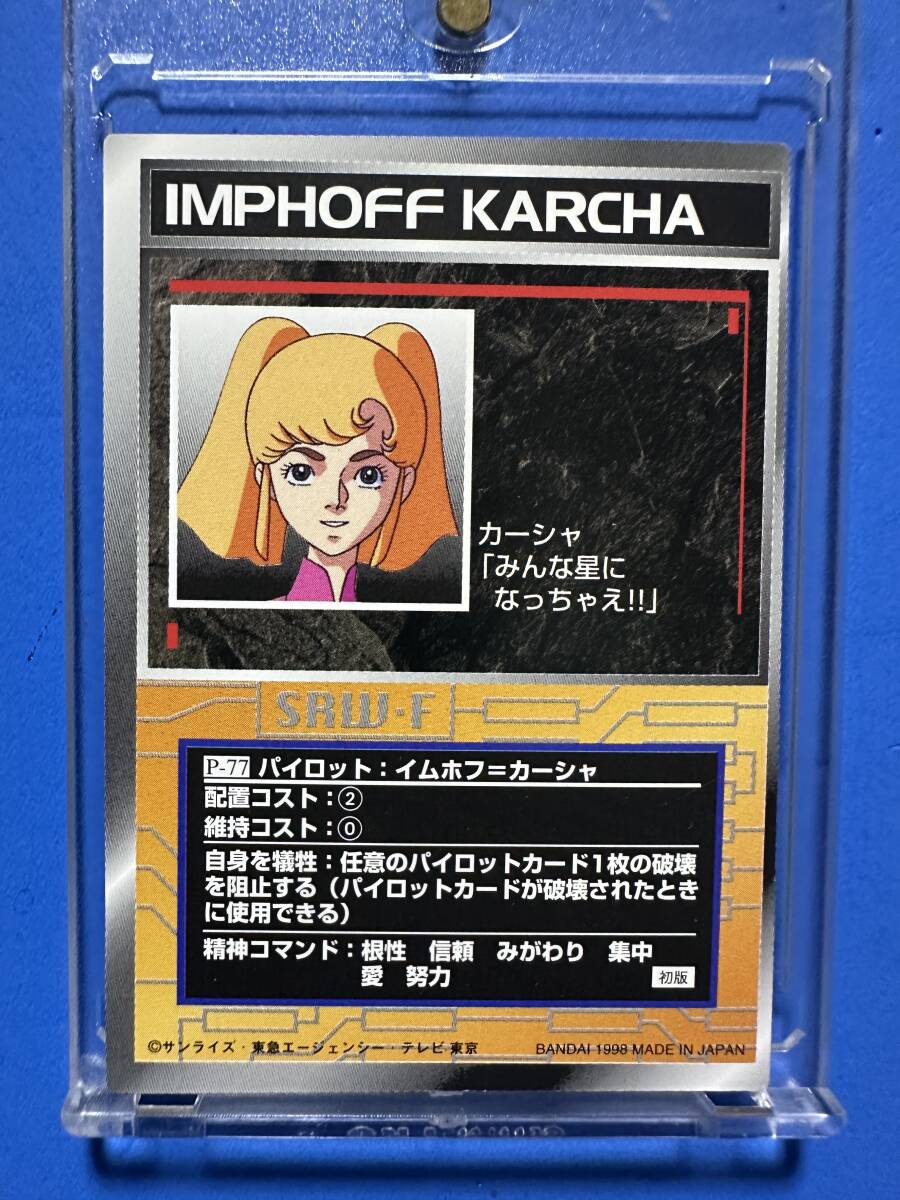 IMPHOFF KARCHA
カーシャ
「みんな星に
なっちゃえ!!」
SRW・F
P-77 パイロット：イムホフ＝カーシャ
配置コスト：②
維持コスト：⓪
自身を犠牲：任意のパイロットカード1枚の破壊
を阻止する（パイロットカードが破壊されたとき
に使用できる）
精神コマンド：根性 信頼 みがわり 集中
愛 努力
初版
©サンライズ・東急エージェンシー・テレビ東京
BANDAI 1998 MADE IN JAPAN